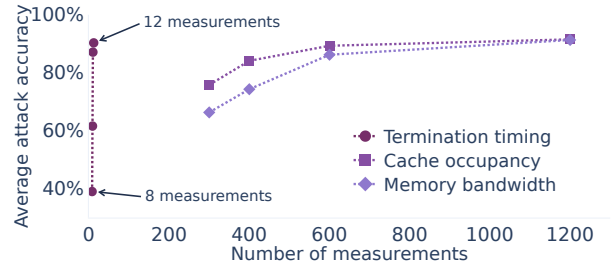 Average attack accuracy
100%
80%
60%
40%
12 measurements
8 measurements
Termination timing
Cache occupancy
Memory bandwidth
0 200 400 600 800 1000 1200
Number of measurements